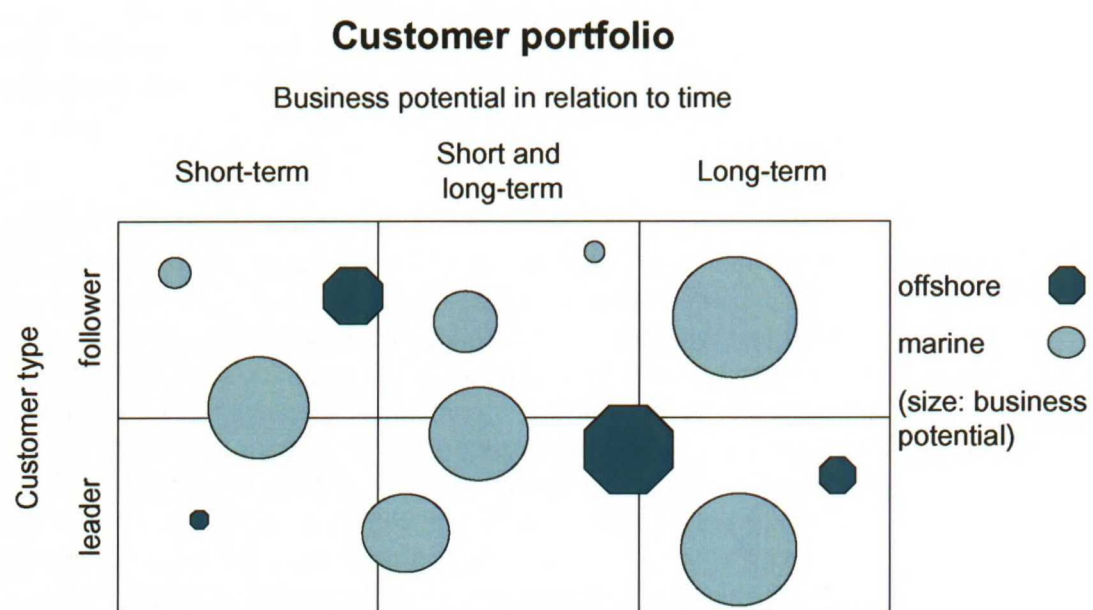 Customer portfolio
Business potential in relation to time
Short-term
Short and
long-term
Long-term
Customer type
follower
leader
offshore
marine
(size: business
potential)